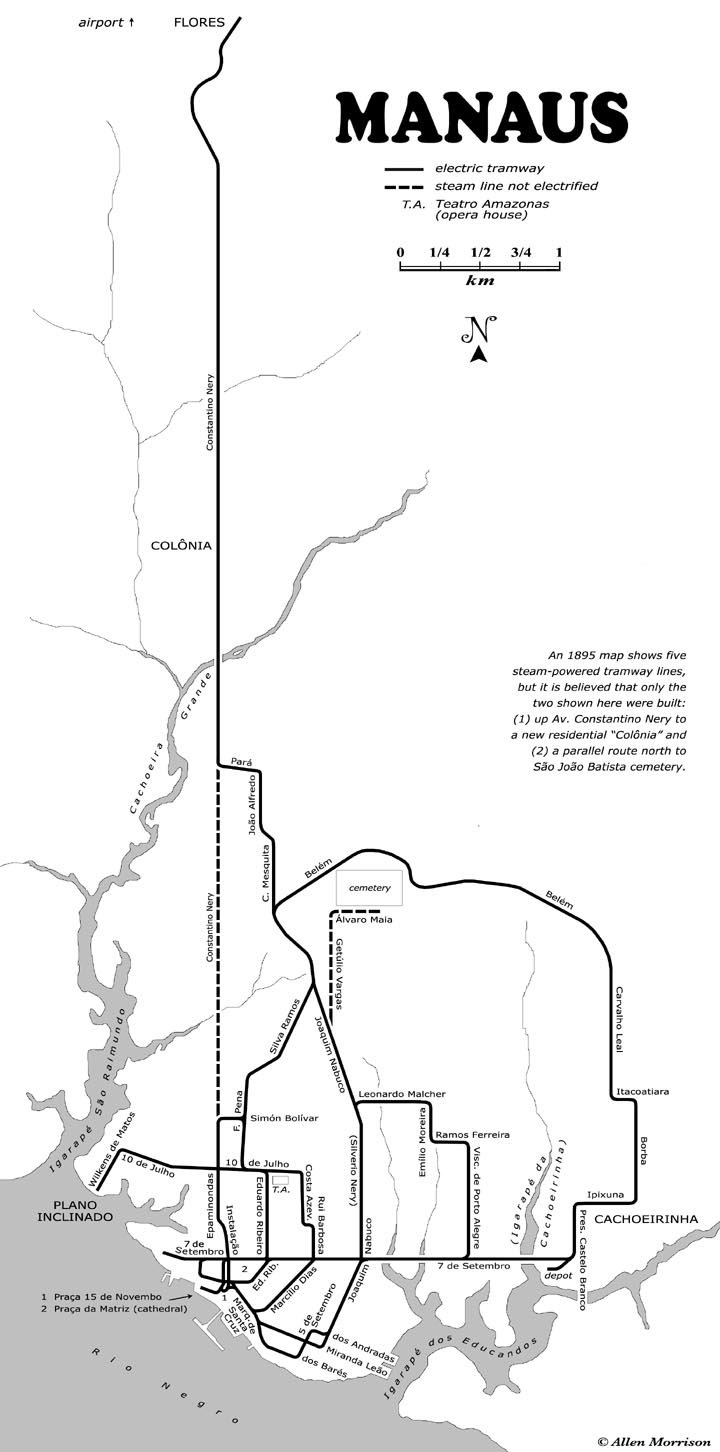 airport ↑
FLORES
MANAUS
electric tramway
steam line not electrified
T.A. Teatro Amazonas
(opera house)
0 1/4 1/2 3/4 1
km
N
Constantino Nery
COLÔNIA
An 1895 map shows five
steam-powered tramway lines,
but it is believed that only the
two shown here were built:
(1) up Av. Constantino Nery to
a new residential “Colônia” and
(2) a parallel route north to
São João Batista cemetery.
Cachoeira Grande
Pará
João Alfredo
C. Mesquita
Belém
cemetery
Belém
Álvaro Maia
Getúlio Vargas
Constantino Nery
Carvalho Leal
Silva Ramos
Joaquim Nabuco
Igarapé São Raimundo
Leonardo Malcher
Itacoatiara
F. Pena
Simón Bolívar
Emílio Moreira
Ramos Ferreira
Borba
Wilkens de Matos
10 de Julho
10 de Julho
(Silverio Nery)
Visc. de Porto Alegre
(Igarapé da
Cachoeirinha)
T.A.
Costa Azev.
Rui Barbosa
Eduardo Ribeiro
Epaminondas
Instalação
Ipixuna
PLANO
INCLINADO
CACHOEIRINHA
Pres. Castelo Branco
7 de
Setembro
Joaquim Nabuco
7 de Setembro
depot
2
Ed. Rib.
Marcilio Dias
1 Praça 15 de Novembo
2 Praça da Matriz (cathedral)
1
Marq. de
Santa
Cruz
5 de
Setembro
dos Andradas
Miranda Leão
dos Barés
Igarapé dos Educandos
Rio Negro
© Allen Morrison